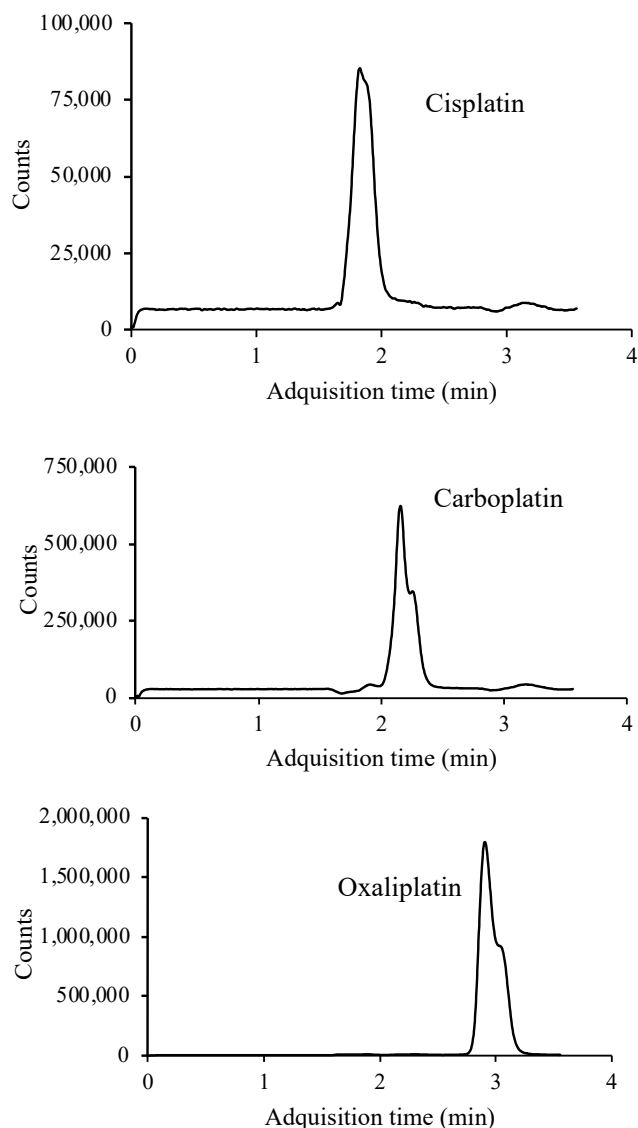 100,000
75,000
50,000
25,000
0
Counts
Cisplatin
0 1 2 3 4
Adquisition time (min)
750,000
500,000
250,000
0
Counts
Carboplatin
0 1 2 3 4
Adquisition time (min)
2,000,000
1,500,000
1,000,000
500,000
0
Counts
Oxaliplatin
0 1 2 3 4
Adquisition time (min)